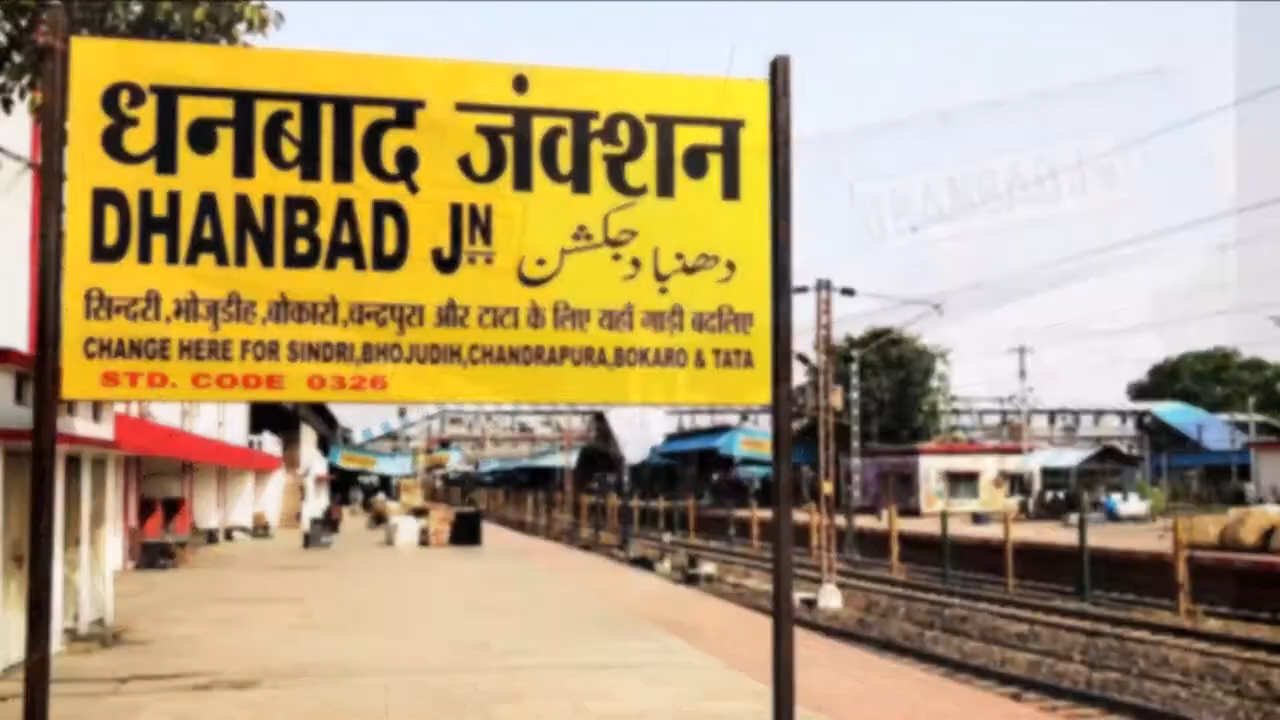 धनबाद जंक्शन
DHANBAD JN دھنباد جنکشن
सिन्दरी,भोजुडीह,बोकारो,चन्द्रपुरा और टाटा के लिए यहाँ गाड़ी बदलिए
CHANGE HERE FOR SINDRI,BHOJUDIH,CHANDRAPURA,BOKARO & TATA
STD. CODE 0326